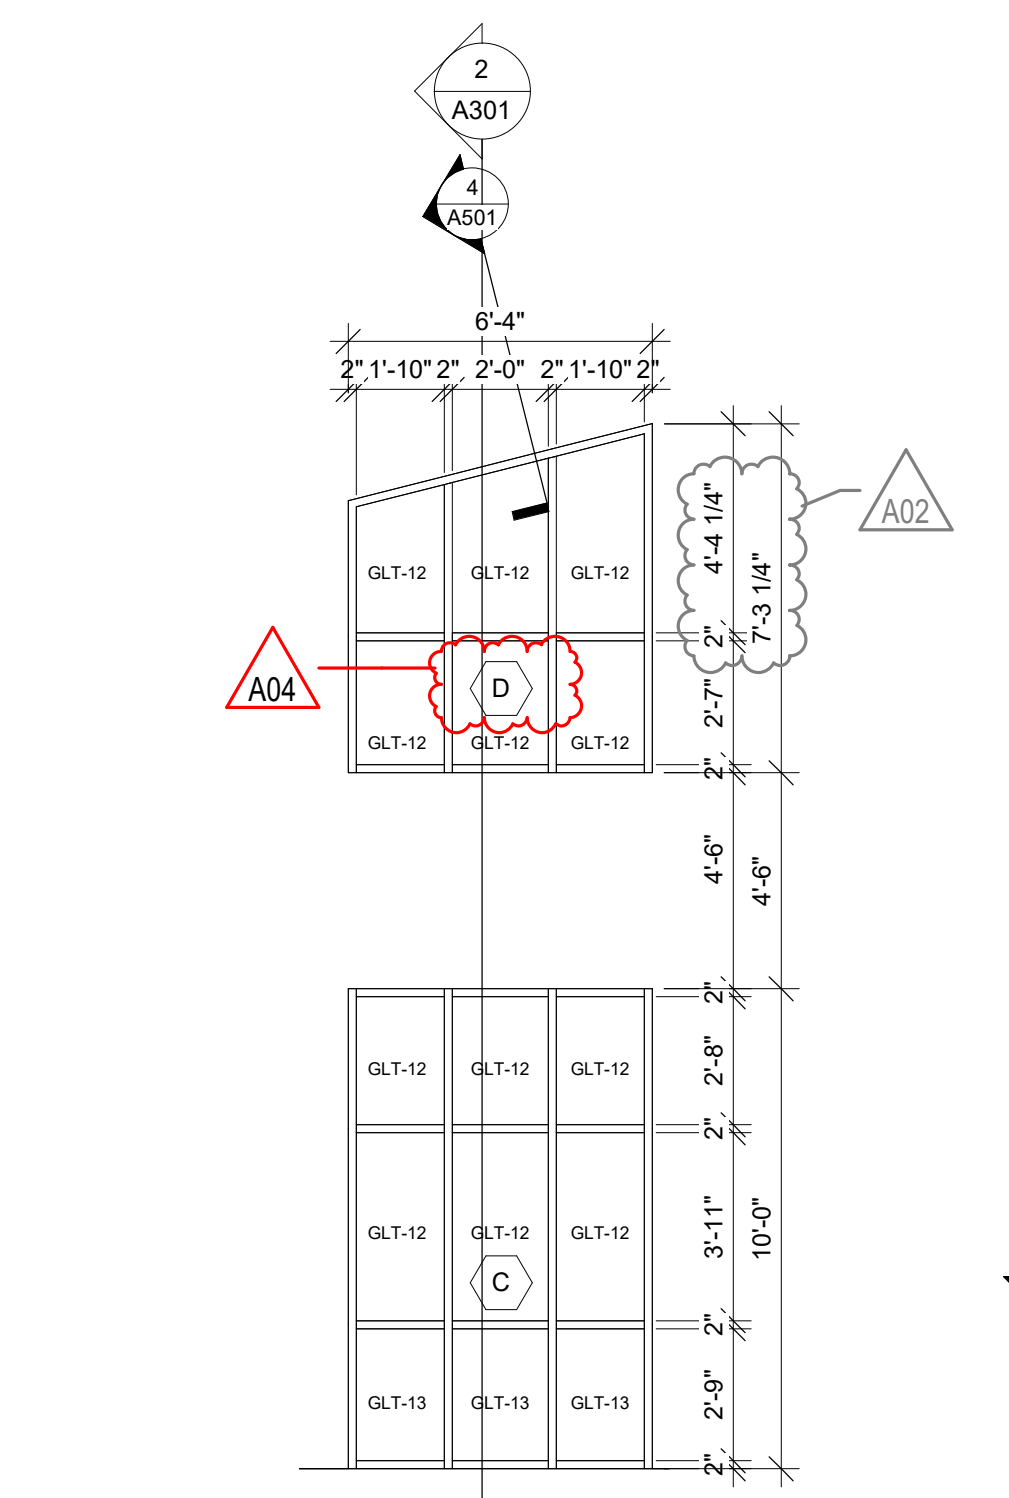 2
A301
4
A501
6'-4"
2" 1'-10" 2" 2'-0" 2" 1'-10" 2"
4'-4 1/4"
7'-3 1/4"
A02
GLT-12 GLT-12 GLT-12
2"
A04
D
2'-7"
GLT-12 GLT-12 GLT-12
2"
4'-6"
4'-6"
2"
GLT-12 GLT-12 GLT-12
2'-8"
2"
GLT-12 GLT-12 GLT-12
3'-11"
10'-0"
C
2"
GLT-13 GLT-13 GLT-13
2'-9"
2"